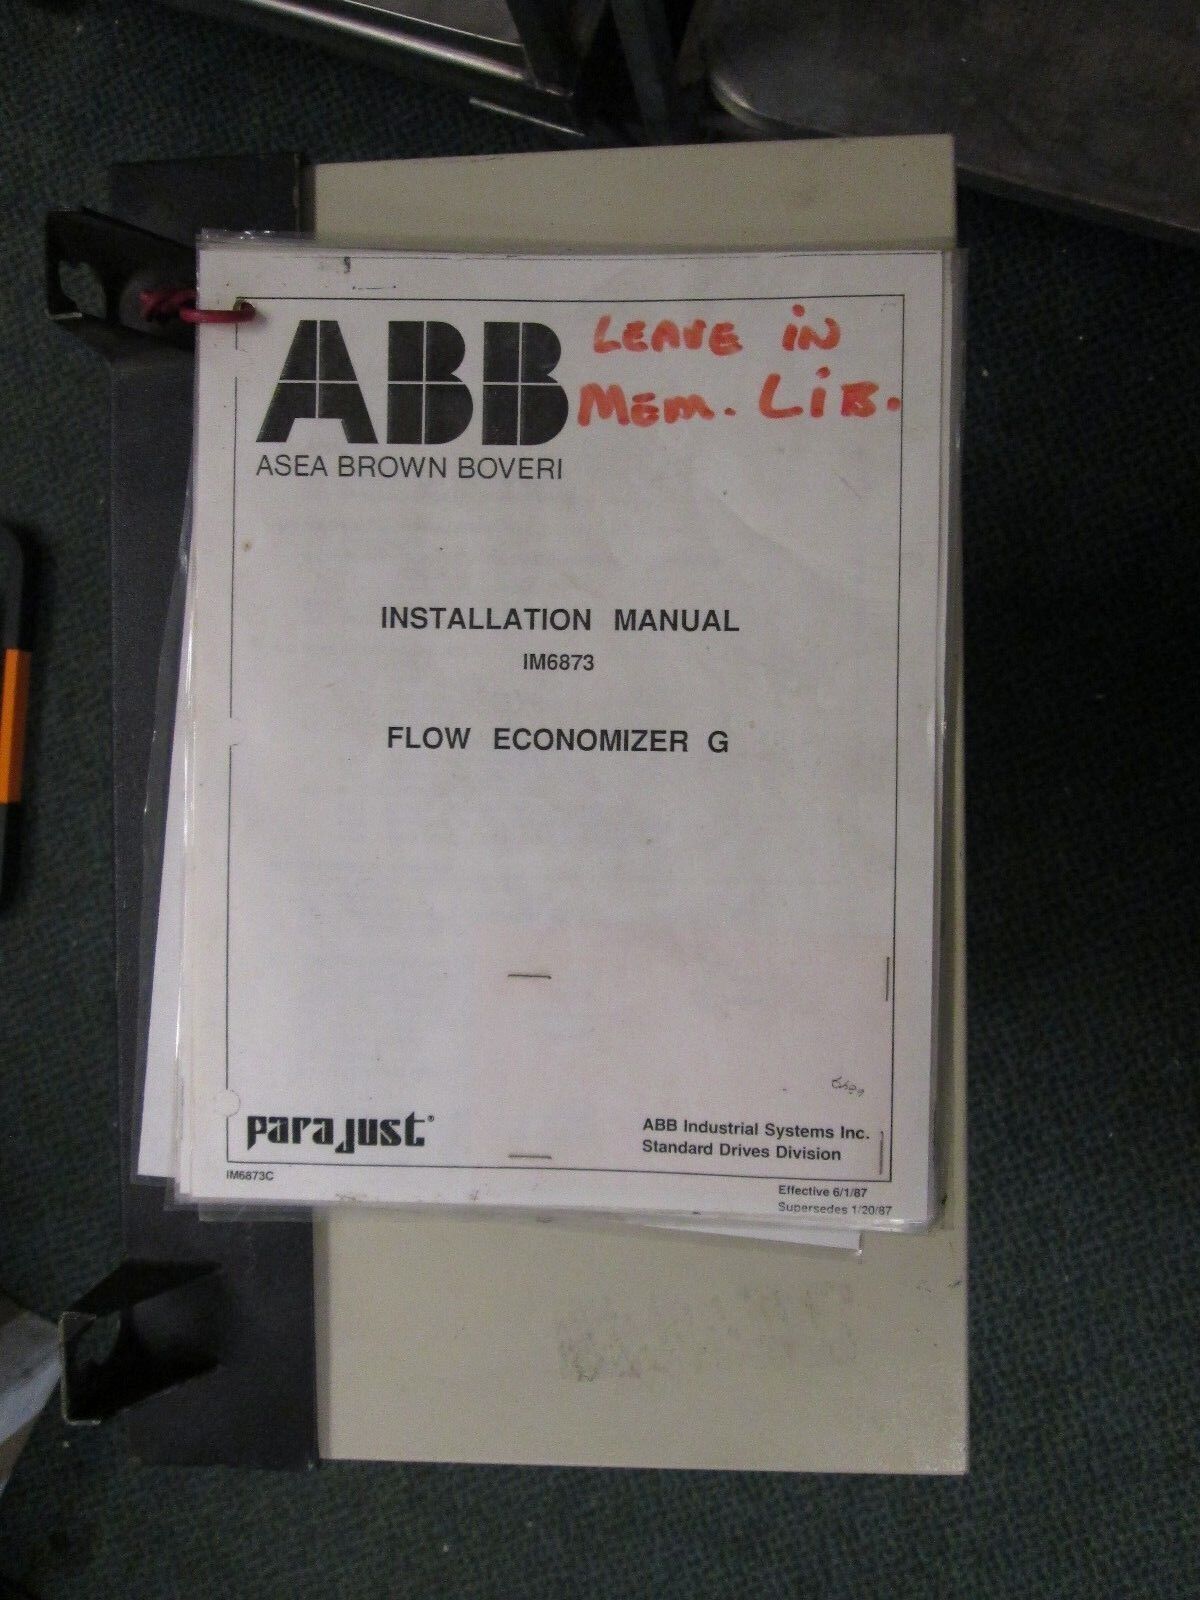 ABB
LEAVE IN
MEM. LIB.
ASEA BROWN BOVERI
INSTALLATION MANUAL
IM6873
FLOW ECONOMIZER G
parajust®
ABB Industrial Systems Inc.
Standard Drives Division
IM6873C
Effective 6/1/87
Supersedes 1/20/87